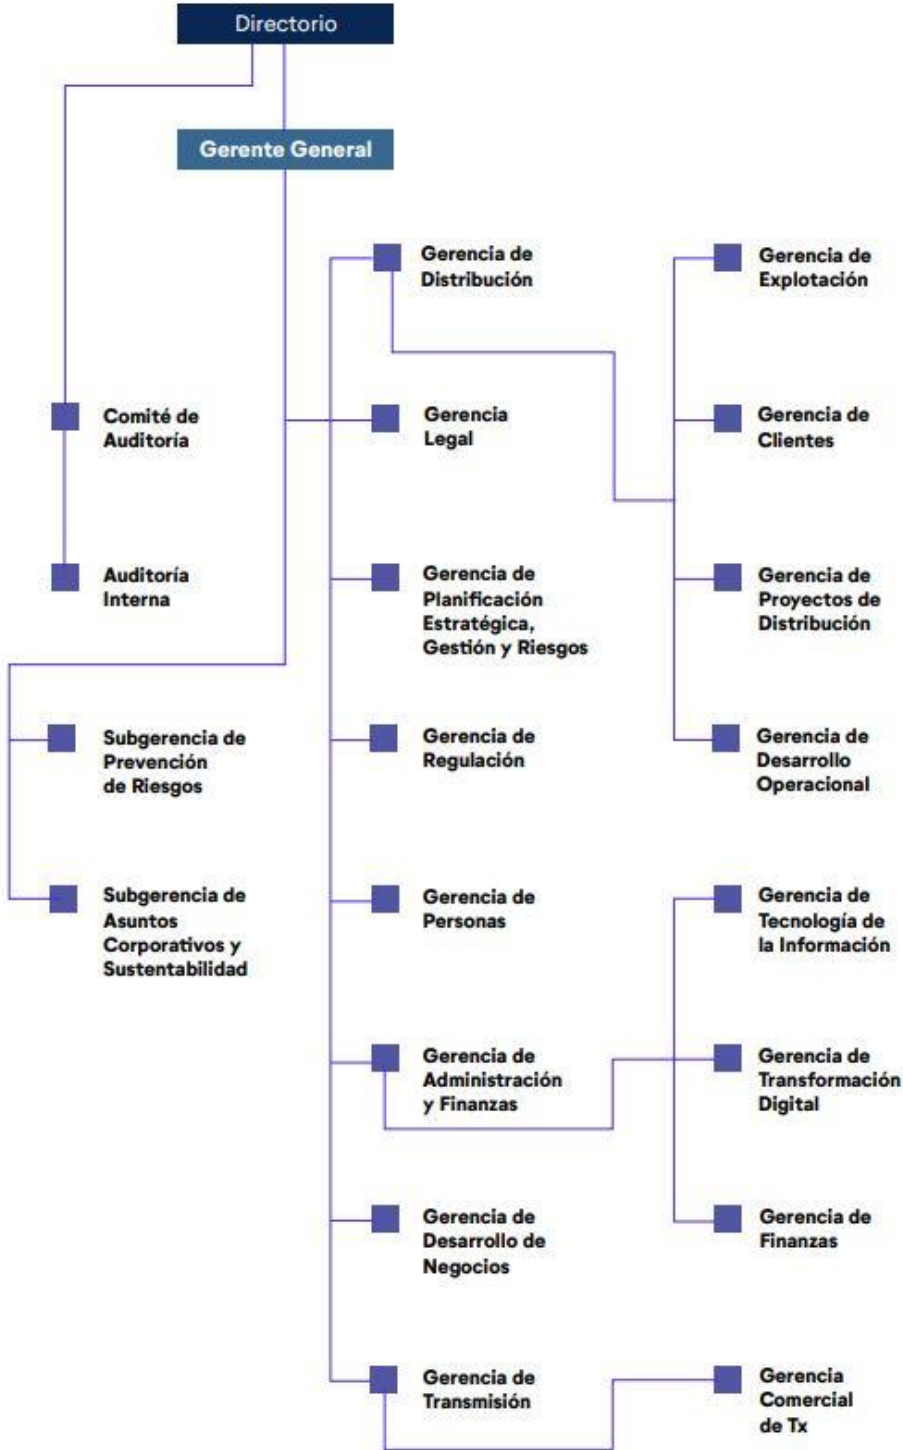 Directorio
Gerente General
Comité de
Auditoría
Auditoría
Interna
Subgerencia de
Prevención
de Riesgos
Subgerencia de
Asuntos
Corporativos y
Sustentabilidad
Gerencia de
Distribución
Gerencia
Legal
Gerencia de
Planificación
Estratégica,
Gestión y Riesgos
Gerencia de
Regulación
Gerencia de
Personas
Gerencia de
Administración
y Finanzas
Gerencia de
Desarrollo de
Negocios
Gerencia de
Transmisión
Gerencia de
Explotación
Gerencia de
Clientes
Gerencia de
Proyectos de
Distribución
Gerencia de
Desarrollo
Operacional
Gerencia de
Tecnología de
la Información
Gerencia de
Transformación
Digital
Gerencia de
Finanzas
Gerencia
Comercial
de Tx